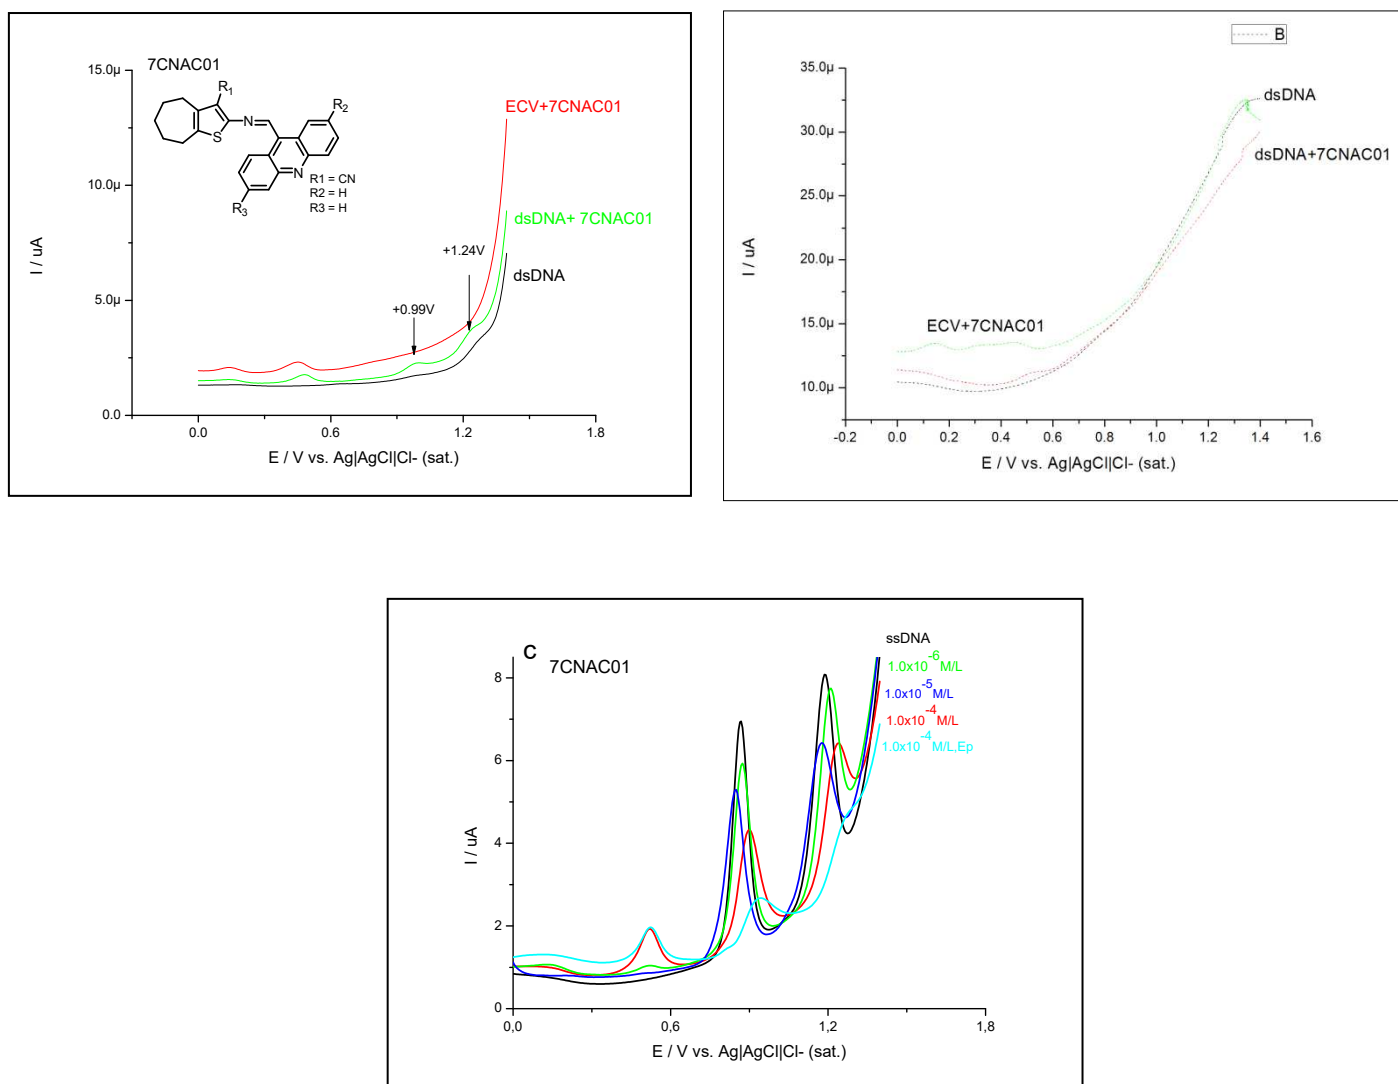 7CNAC01
R1
N
S
R2
N
R3
R1 = CN
R2 = H
R3 = H
ECV+7CNAC01
dsDNA+ 7CNAC01
dsDNA
+1.24V
+0.99V
15.0µ
10.0µ
5.0µ
0.0
I / uA
0.0
0.6
1.2
1.8
E / V vs. Ag|AgCl|Cl- (sat.)
B
35.0µ
30.0µ
25.0µ
20.0µ
15.0µ
10.0µ
I / uA
dsDNA
dsDNA+7CNAC01
ECV+7CNAC01
-0.2
0.0
0.2
0.4
0.6
0.8
1.0
1.2
1.4
1.6
E / V vs. Ag|AgCl|Cl- (sat.)
C
7CNAC01
ssDNA
1.0x10-6 M/L
1.0x10-5 M/L
1.0x10-4 M/L
1.0x10-4 M/L.Ep
8
6
4
2
0
I / uA
0,0
0,6
1,2
1,8
E / V vs. Ag|AgCl|Cl- (sat.)